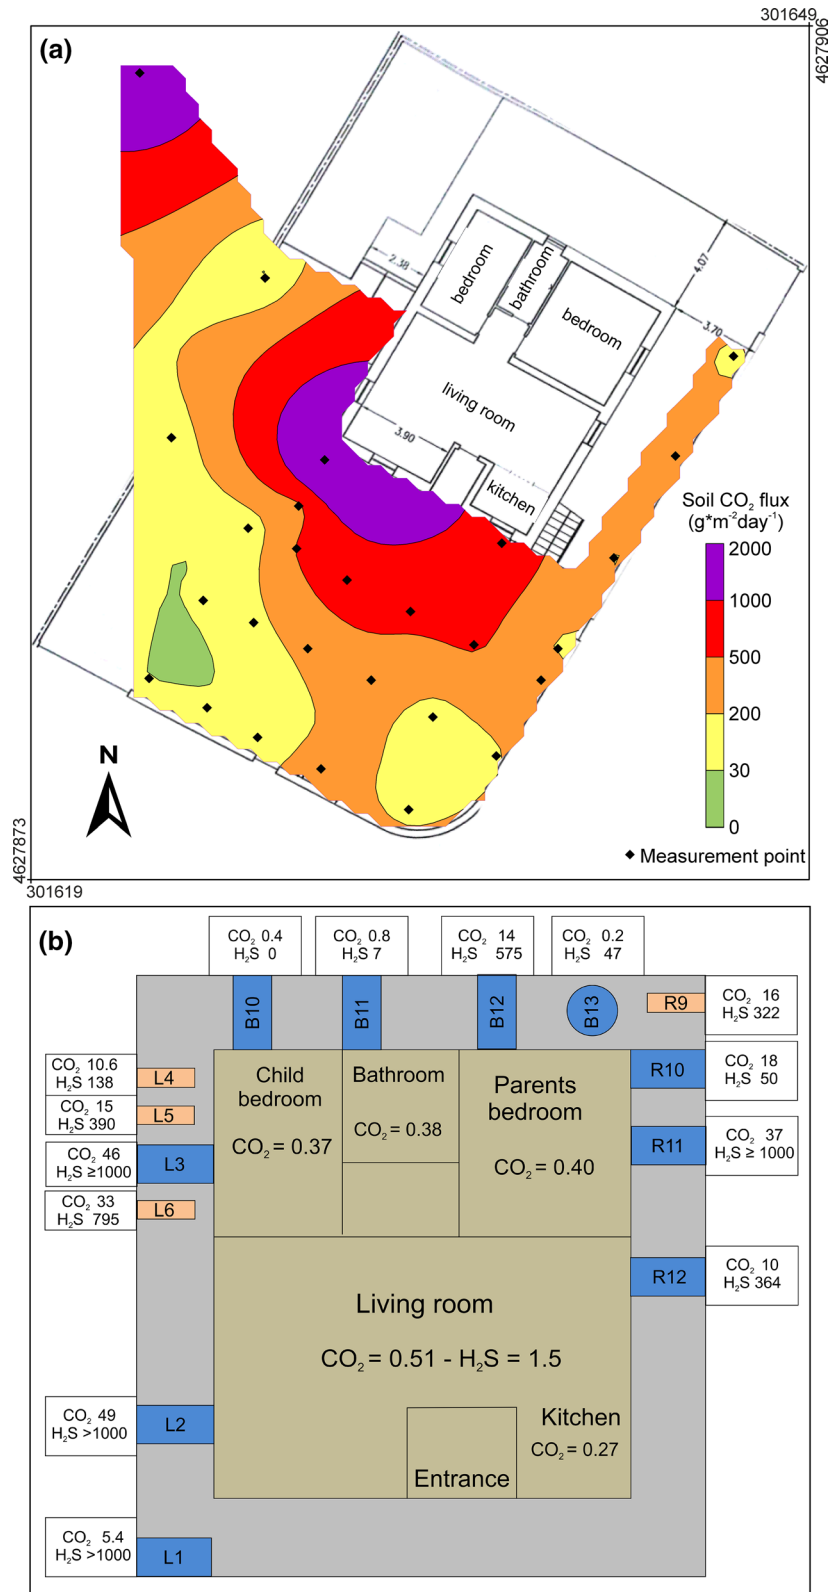 301649
4627906
(a)
2.38
bedroom
bathroom
bedroom
4.07
3.70
living room
3.90
kitchen
Soil CO₂ flux
(g*m⁻²day⁻¹)
2000
1000
500
200
30
0
N
Measurement point
4627873
301619
(b)
CO₂ 0.4
H₂S 0
CO₂ 0.8
H₂S 7
CO₂ 14
H₂S 575
CO₂ 0.2
H₂S 47
B10
B11
B12
B13
R9
CO₂ 16
H₂S 322
CO₂ 10.6
H₂S 138
L4
CO₂ 15
H₂S 390
L5
CO₂ 46
H₂S ≥1000
L3
CO₂ 33
H₂S 795
L6
Child
bedroom
CO₂ = 0.37
Bathroom
CO₂ = 0.38
Parents
bedroom
CO₂ = 0.40
R10
CO₂ 18
H₂S 50
R11
CO₂ 37
H₂S ≥ 1000
R12
CO₂ 10
H₂S 364
Living room
CO₂ = 0.51 - H₂S = 1.5
CO₂ 49
H₂S >1000
L2
Kitchen
CO₂ = 0.27
Entrance
CO₂ 5.4
H₂S >1000
L1